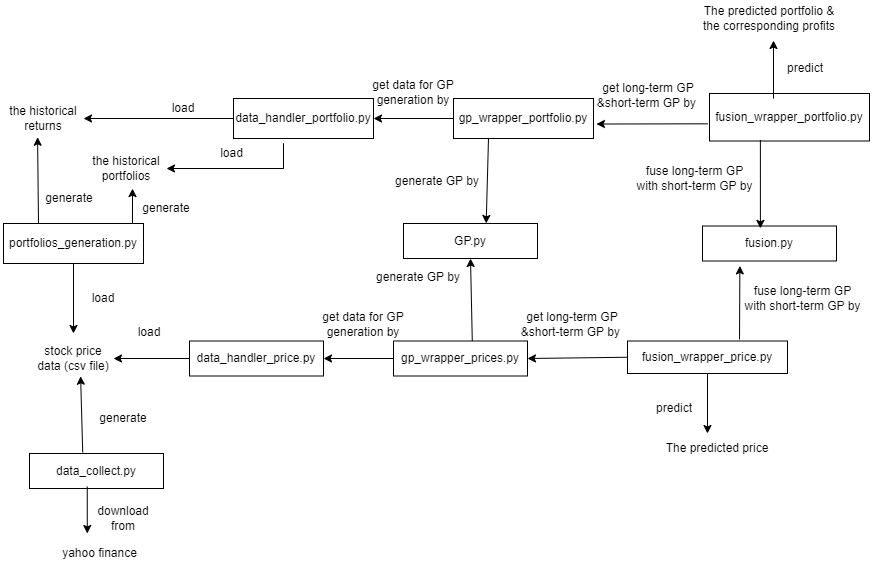 The predicted portfolio &
the corresponding profits
predict
get data for GP
generation by
get long-term GP
&short-term GP by
load
the historical
returns
data_handler_portfolio.py
gp_wrapper_portfolio.py
fusion_wrapper_portfolio.py
load
the historical
portfolios
fuse long-term GP
with short-term GP by
generate GP by
generate
generate
portfolios_generation.py
GP.py
fusion.py
generate GP by
load
fuse long-term GP
with short-term GP by
get data for GP
generation by
get long-term GP
&short-term GP by
load
stock price
data (csv file)
data_handler_price.py
gp_wrapper_prices.py
fusion_wrapper_price.py
predict
generate
The predicted price
data_collect.py
download
from
yahoo finance